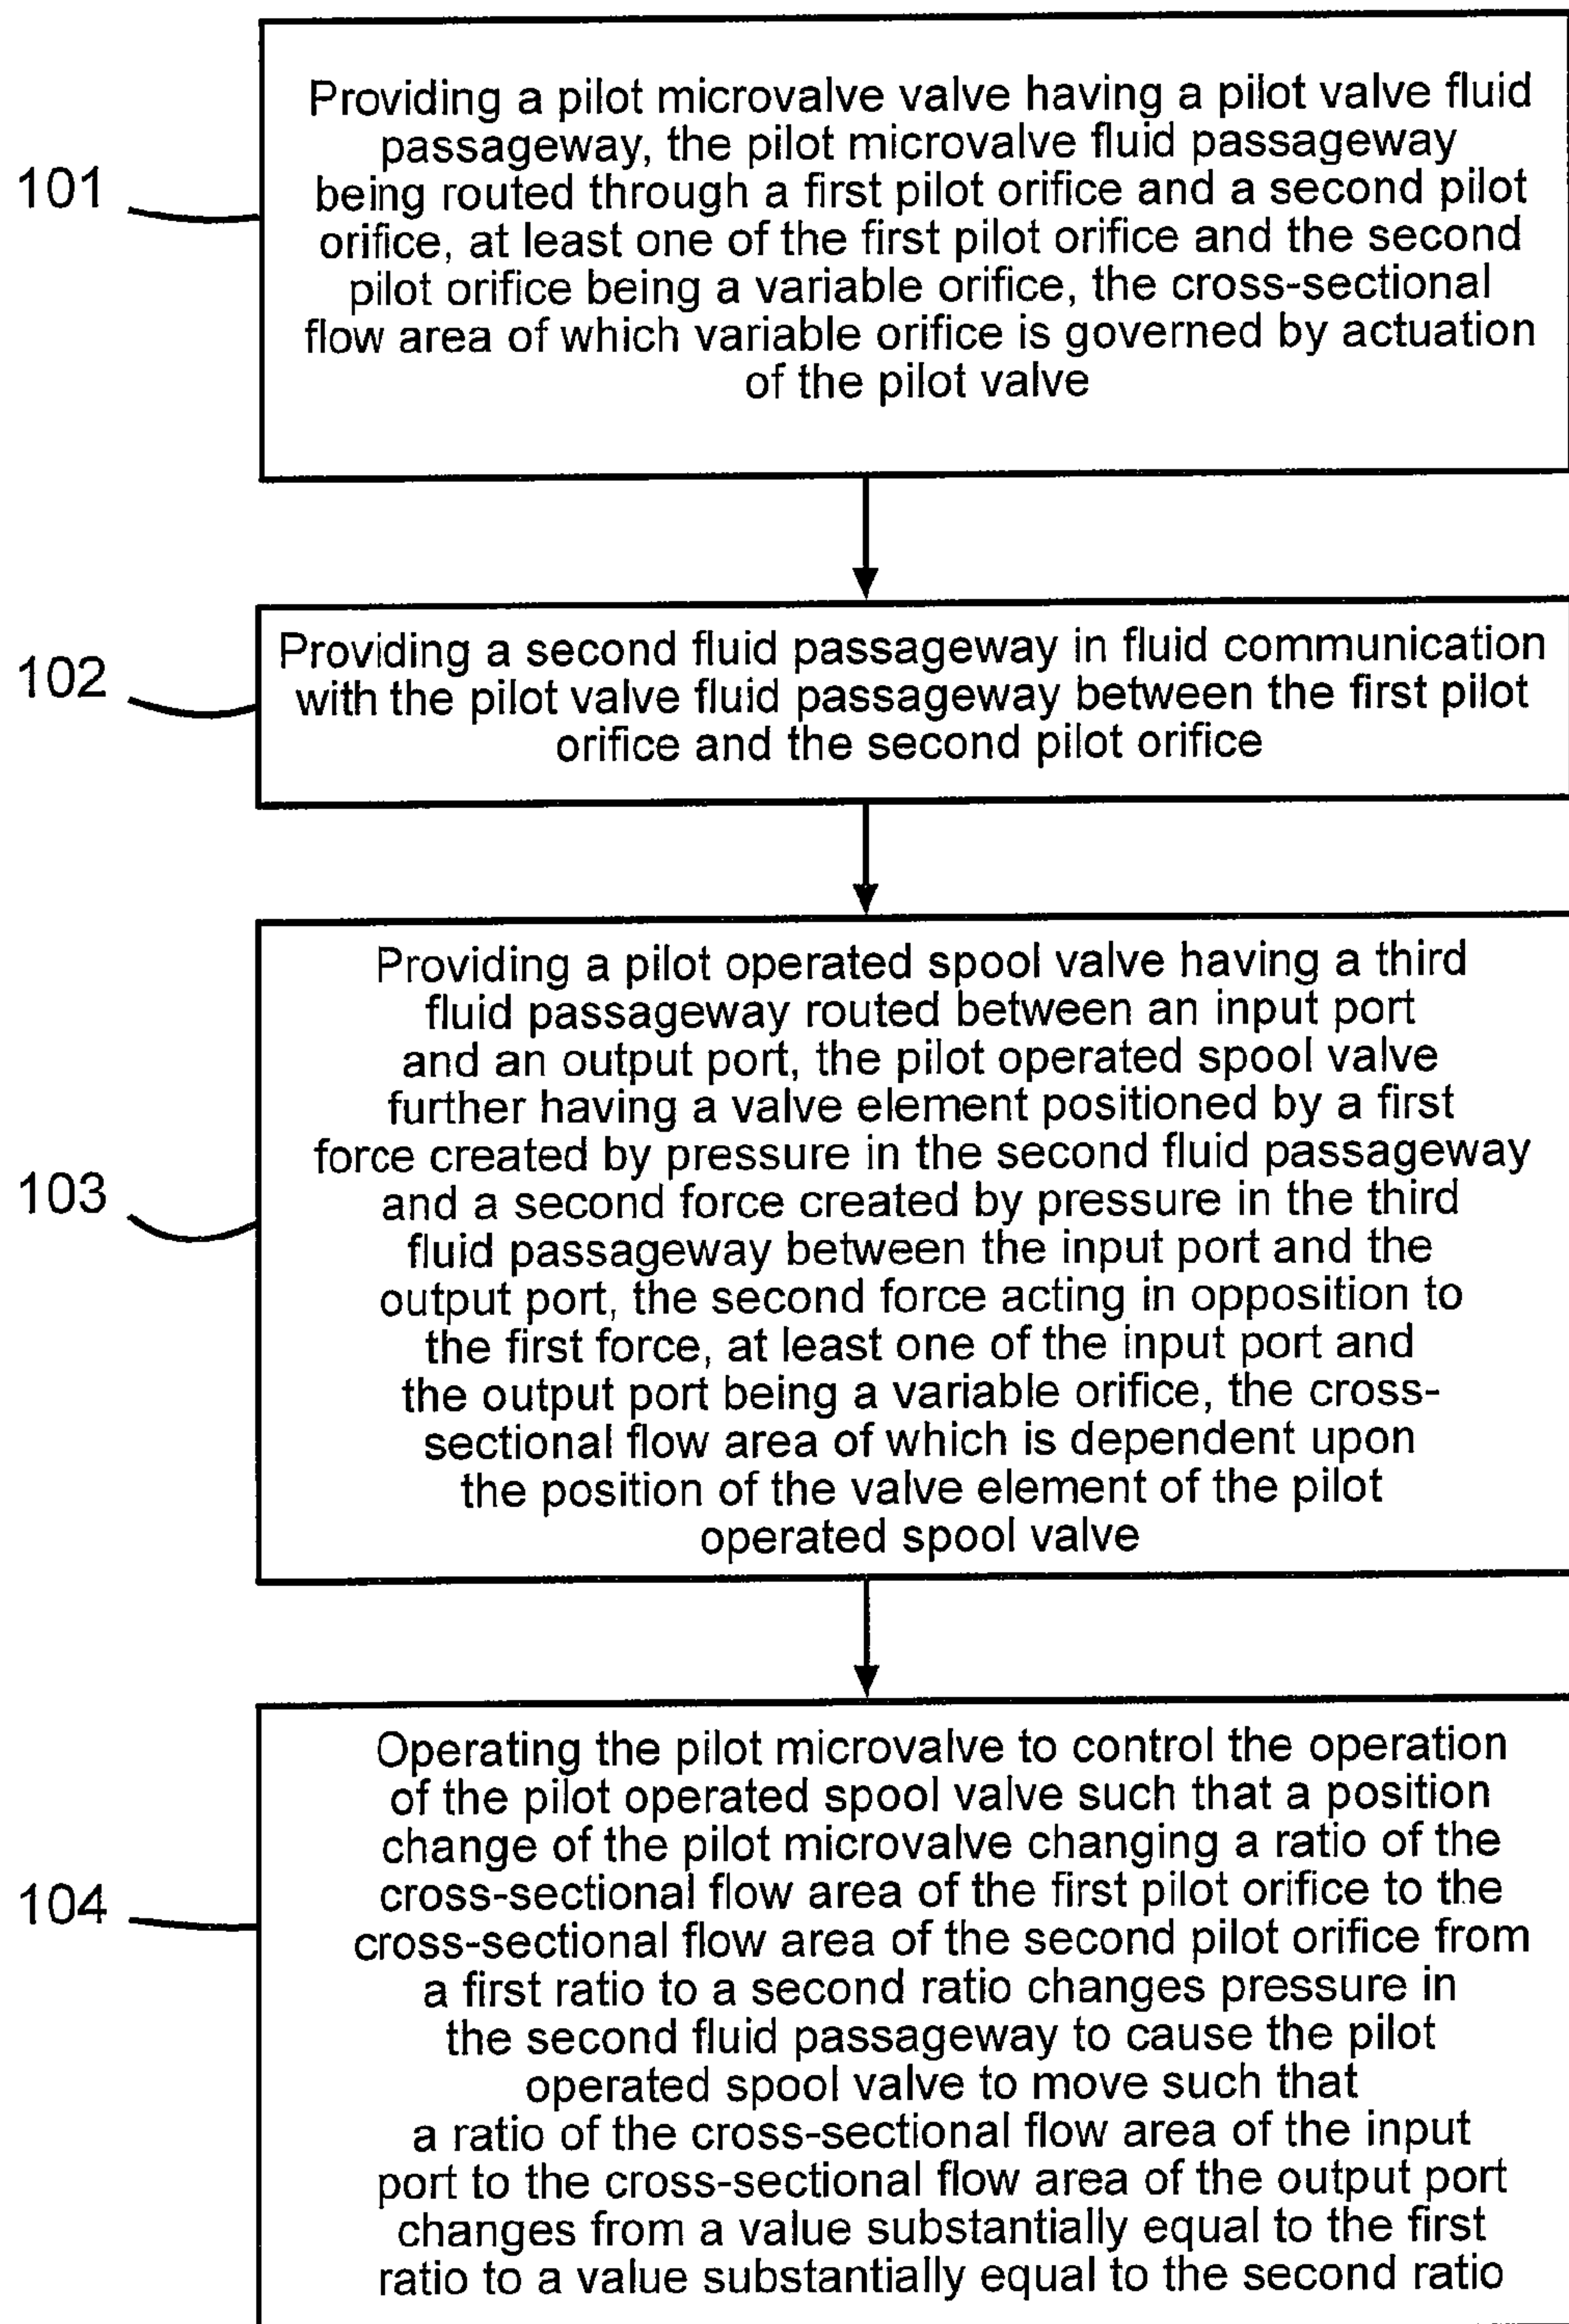 Providing a pilot microvalve valve having a pilot valve fluid
passageway, the pilot microvalve fluid passageway
being routed through a first pilot orifice and a second pilot
orifice, at least one of the first pilot orifice and the second
pilot orifice being a variable orifice, the cross-sectional
flow area of which variable orifice is governed by actuation
of the pilot valve
101
Providing a second fluid passageway in fluid communication
with the pilot valve fluid passageway between the first pilot
orifice and the second pilot orifice
102
Providing a pilot operated spool valve having a third
fluid passageway routed between an input port
and an output port, the pilot operated spool valve
further having a valve element positioned by a first
force created by pressure in the second fluid passageway
and a second force created by pressure in the third
fluid passageway between the input port and the
output port, the second force acting in opposition to
the first force, at least one of the input port and
the output port being a variable orifice, the cross-
sectional flow area of which is dependent upon
the position of the valve element of the pilot
operated spool valve
103
Operating the pilot microvalve to control the operation
of the pilot operated spool valve such that a position
change of the pilot microvalve changing a ratio of the
cross-sectional flow area of the first pilot orifice to the
cross-sectional flow area of the second pilot orifice from
a first ratio to a second ratio changes pressure in
the second fluid passageway to cause the pilot
operated spool valve to move such that
a ratio of the cross-sectional flow area of the input
port to the cross-sectional flow area of the output port
changes from a value substantially equal to the first
ratio to a value substantially equal to the second ratio
104